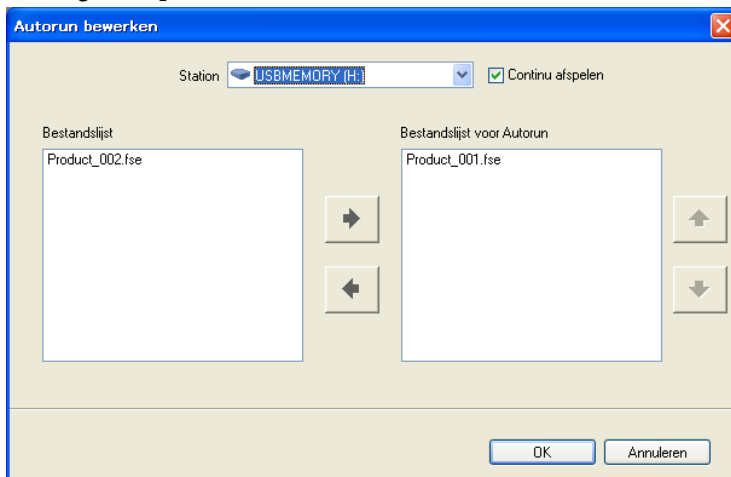 Autorun bewerken
Station USBMEMORY (H:) Continu afspelen
Bestandslijst Bestandslijst voor Autorun
Product_002.fse Product_001.fse
OK Annuleren